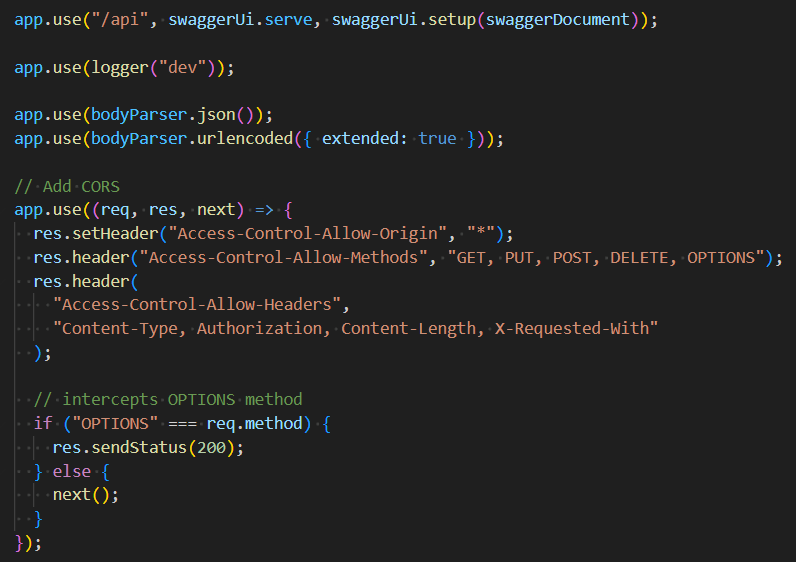 app.use("/api", swaggerUi.serve, swaggerUi.setup(swaggerDocument));

app.use(logger("dev"));

app.use(bodyParser.json());
app.use(bodyParser.urlencoded({ extended: true }));

// Add CORS
app.use((req, res, next) => {
  res.setHeader("Access-Control-Allow-Origin", "*");
  res.header("Access-Control-Allow-Methods", "GET, PUT, POST, DELETE, OPTIONS");
  res.header(
    "Access-Control-Allow-Headers",
    "Content-Type, Authorization, Content-Length, X-Requested-With"
  );

  // intercepts OPTIONS method
  if ("OPTIONS" === req.method) {
    res.sendStatus(200);
  } else {
    next();
  }
});